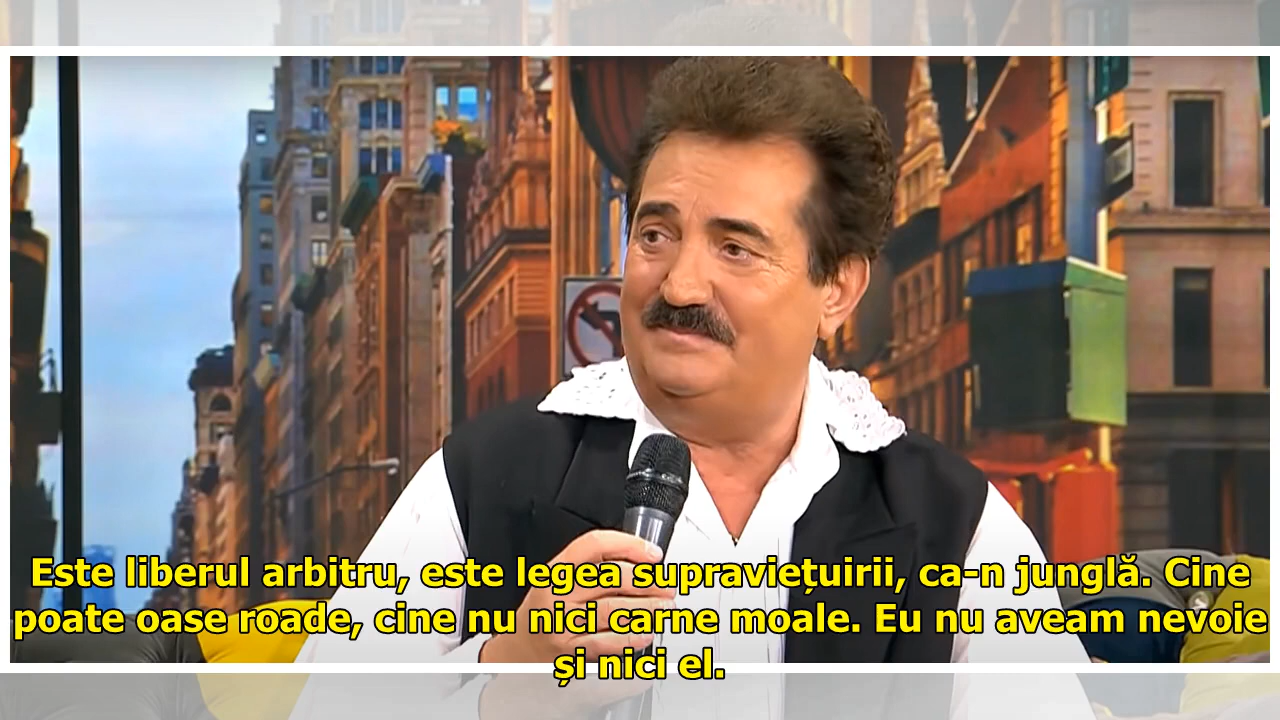 Este liberul arbitru, este legea supraviețuirii, ca-n junglă. Cine
poate oase roade, cine nu nici carne moale. Eu nu aveam nevoie
și nici el.